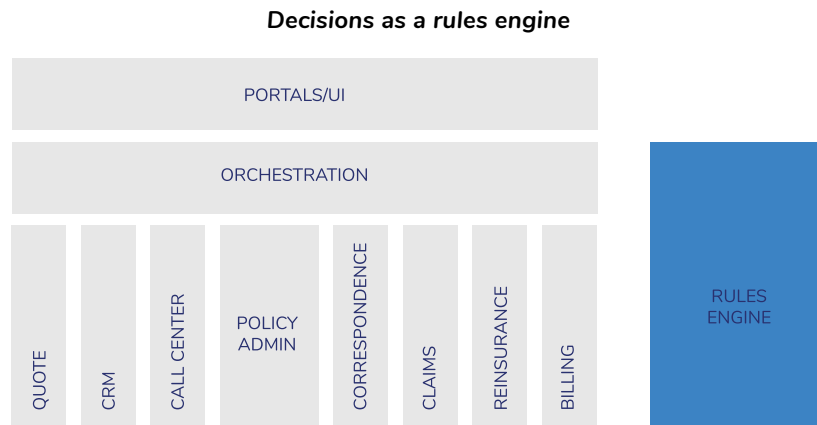 Decisions as a rules engine
PORTALS/UI
ORCHESTRATION
QUOTE
CRM
CALL CENTER
POLICY
ADMIN
CORRESPONDENCE
CLAIMS
REINSURANCE
BILLING
RULES
ENGINE